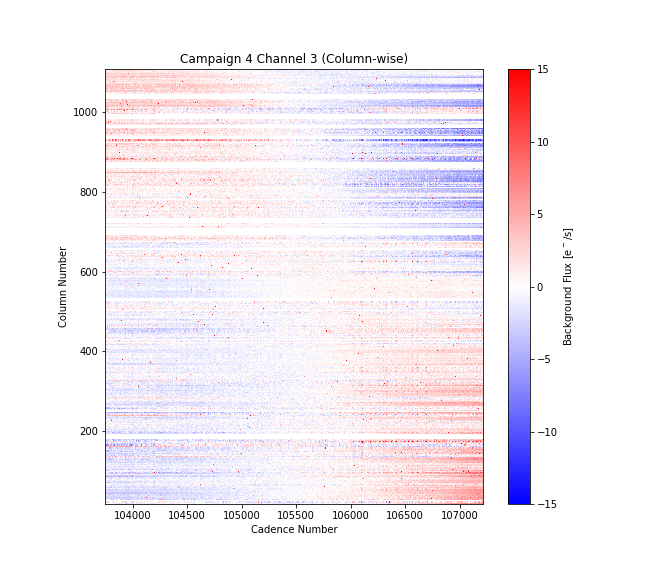 Campaign 4 Channel 3 (Column-wise)
Column Number
1000
800
600
400
200
104000 104500 105000 105500 106000 106500 107000
Cadence Number
15
10
5
0
−5
−10
−15
Background Flux [e⁻/s]